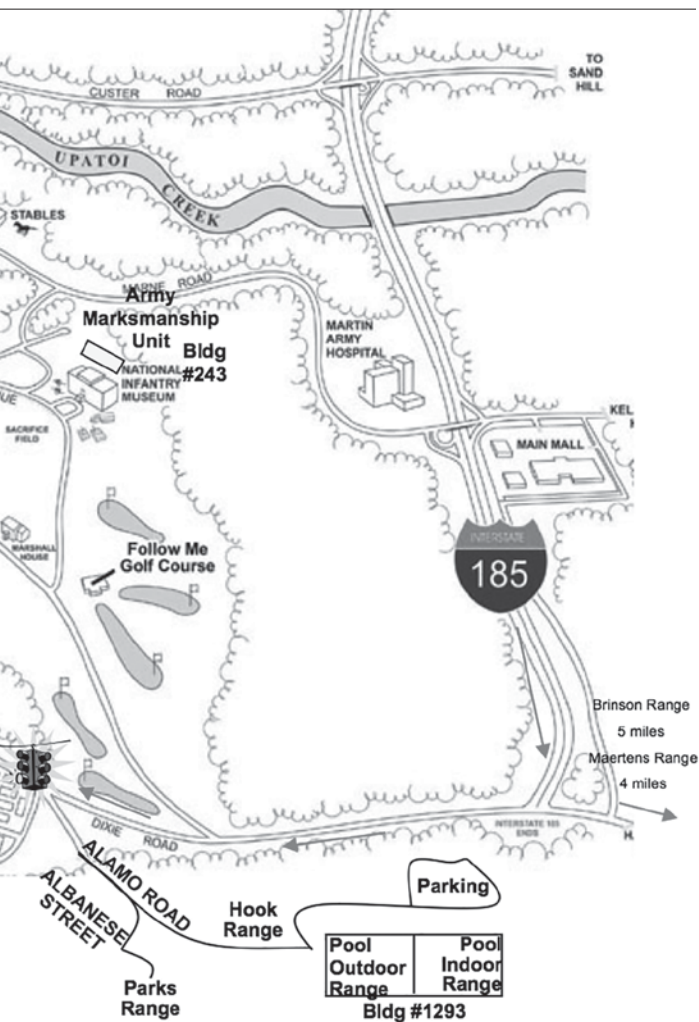 TO
SAND
HILL
CUSTER ROAD
UPATOI
CREEK
STABLES
MARNE ROAD
Army
Marksmanship
Unit
Bldg
#243
NATIONAL
INFANTRY
MUSEUM
MARTIN
ARMY
HOSPITAL
SACRIFICE
FIELD
MAIN MALL
MARSHALL
HOUSE
Follow Me
Golf Course
INTERSTATE
185
Brinson Range
5 miles
Maertens Range
4 miles
DIXIE ROAD
INTERSTATE 185
ENDS
ALAMO ROAD
ALBANESE
STREET
Hook
Range
Parking
Parks
Range
Pool
Outdoor
Range
Pool
Indoor
Range
Bldg #1293